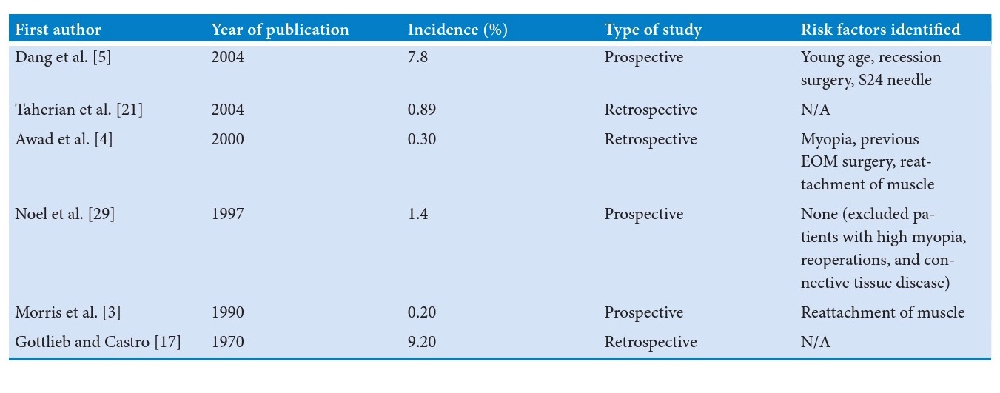 First author Year of publication Incidence (%) Type of study Risk factors identified
Dang et al. [5] 2004 7.8 Prospective Young age, recession
surgery, S24 needle
Taherian et al. [21] 2004 0.89 Retrospective N/A
Awad et al. [4] 2000 0.30 Retrospective Myopia, previous
EOM surgery, reat-
tachment of muscle
Noel et al. [29] 1997 1.4 Prospective None (excluded pa-
tients with high myopia,
reoperations, and con-
nective tissue disease)
Morris et al. [3] 1990 0.20 Prospective Reattachment of muscle
Gottlieb and Castro [17] 1970 9.20 Retrospective N/A